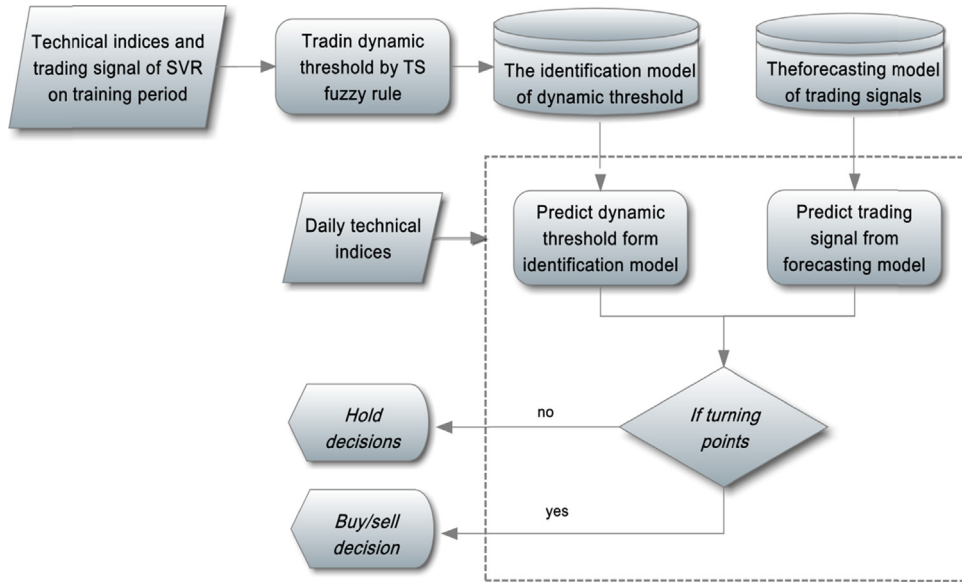 Technical indices and
trading signal of SVR
on training period
Tradin dynamic
threshold by TS
fuzzy rule
The identification model
of dynamic threshold
Theforecasting model
of trading signals
Daily technical
indices
Predict dynamic
threshold form
identification model
Predict trading
signal from
forecasting model
If turning
points
no
Hold
decisions
yes
Buy/sell
decision